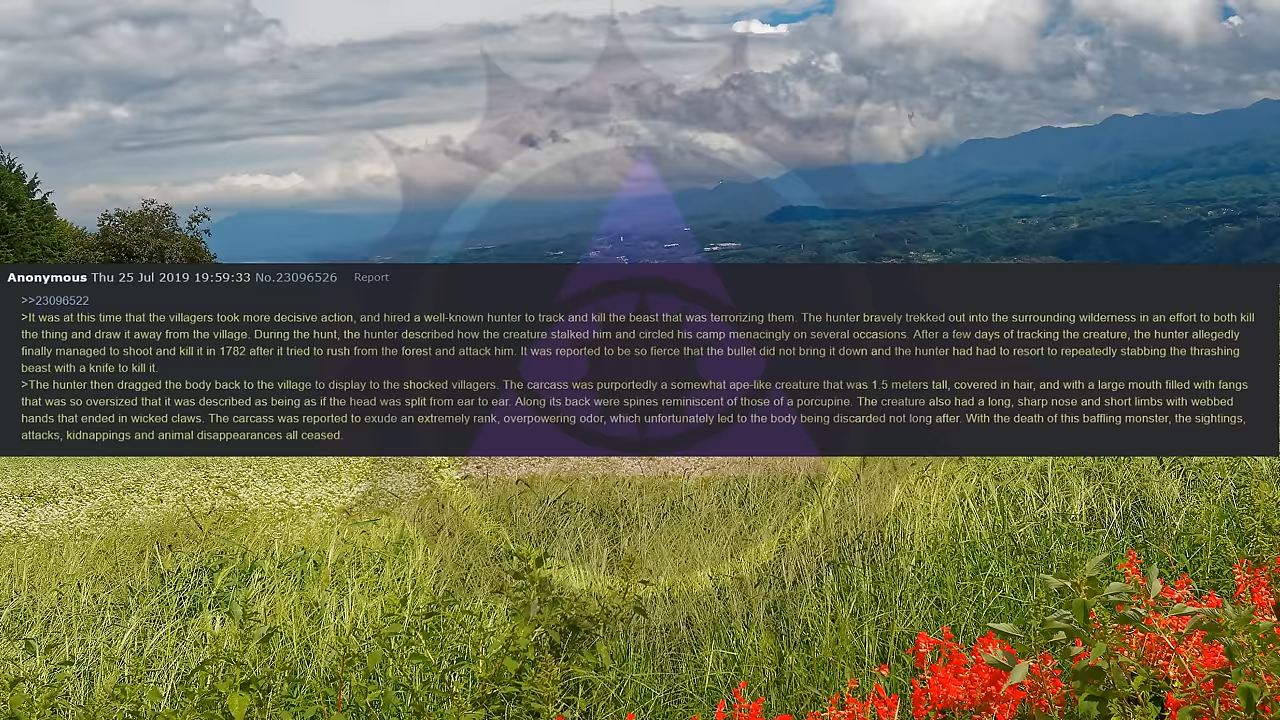 Anonymous Thu 25 Jul 2019 19:59:33 No.23096526 Report
>>23096522
>It was at this time that the villagers took more decisive action, and hired a well-known hunter to track and kill the beast that was terrorizing them. The hunter bravely trekked out into the surrounding wilderness in an effort to both kill
the thing and draw it away from the village. During the hunt, the hunter described how the creature stalked him and circled his camp menacingly on several occasions. After a few days of tracking the creature, the hunter allegedly
finally managed to shoot and kill it in 1782 after it tried to rush from the forest and attack him. It was reported to be so fierce that the bullet did not bring it down and the hunter had had to resort to repeatedly stabbing the thrashing
beast with a knife to kill it.
>The hunter then dragged the body back to the village to display to the shocked villagers. The carcass was purportedly a somewhat ape-like creature that was 1.5 meters tall, covered in hair, and with a large mouth filled with fangs
that was so oversized that it was described as being as if the head was split from ear to ear. Along its back were spines reminiscent of those of a porcupine. The creature also had a long, sharp nose and short limbs with webbed
hands that ended in wicked claws. The carcass was reported to exude an extremely rank, overpowering odor, which unfortunately led to the body being discarded not long after. With the death of this baffling monster, the sightings,
attacks, kidnappings and animal disappearances all ceased.